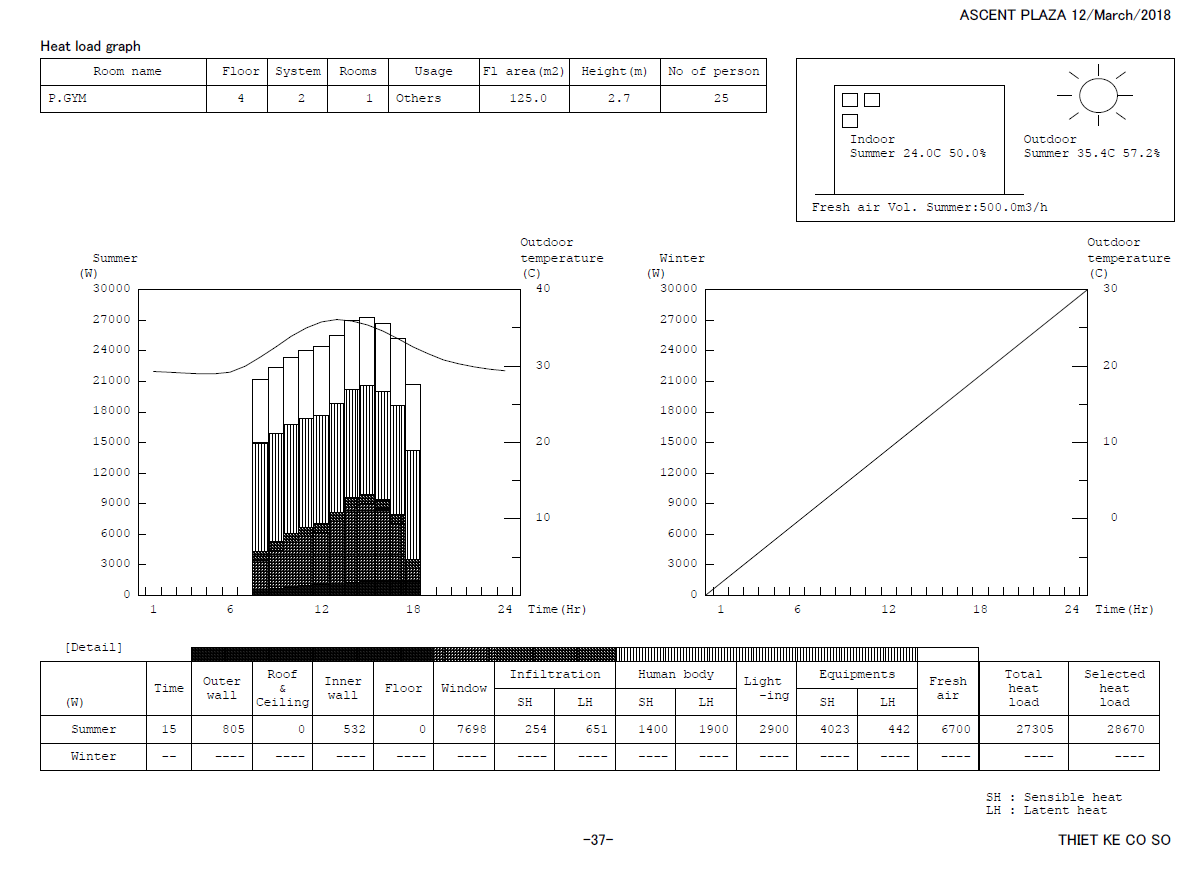 ASCENT PLAZA 12/March/2018
Heat load graph
Room name Floor System Rooms Usage Fl area(m2) Height(m) No of person
P.GYM 4 2 1 Others 125.0 2.7 25
Indoor
Summer 24.0C 50.0%
Outdoor
Summer 35.4C 57.2%
Fresh air Vol. Summer:500.0m3/h
Summer
(W)
Outdoor
temperature
(C)
30000
27000
24000
21000
18000
15000
12000
9000
6000
3000
0
40
30
20
10
1 6 12 18 24 Time(Hr)
Winter
(W)
Outdoor
temperature
(C)
30000
27000
24000
21000
18000
15000
12000
9000
6000
3000
0
30
20
10
0
1 6 12 18 24 Time(Hr)
[Detail]
(W) Time Outer wall Roof & Ceiling Inner wall Floor Window Infiltration SH LH Human body SH LH Light -ing Equipments SH LH Fresh air Total heat load Selected heat load
Summer 15 805 0 532 0 7698 254 651 1400 1900 2900 4023 442 6700 27305 28670
Winter -- ---- ---- ---- ---- ---- ---- ---- ---- ---- ---- ---- ---- ---- ---- ----
SH : Sensible heat
LH : Latent heat
-37-
THIET KE CO SO